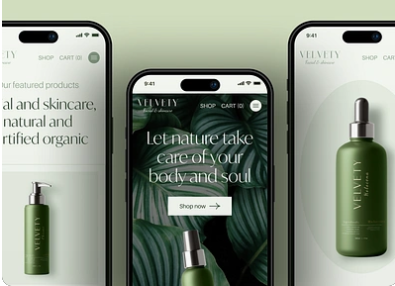 VELVETY
SHOP CART (0)
our featured products
al and skincare,
natural and
rtified organic
VELVETY
9:41
VELVETY
SHOP CART (0)
Let nature take
care of your
body and soul
Shop now →
9:41
VELVETY
SHOP CA
VELVETY